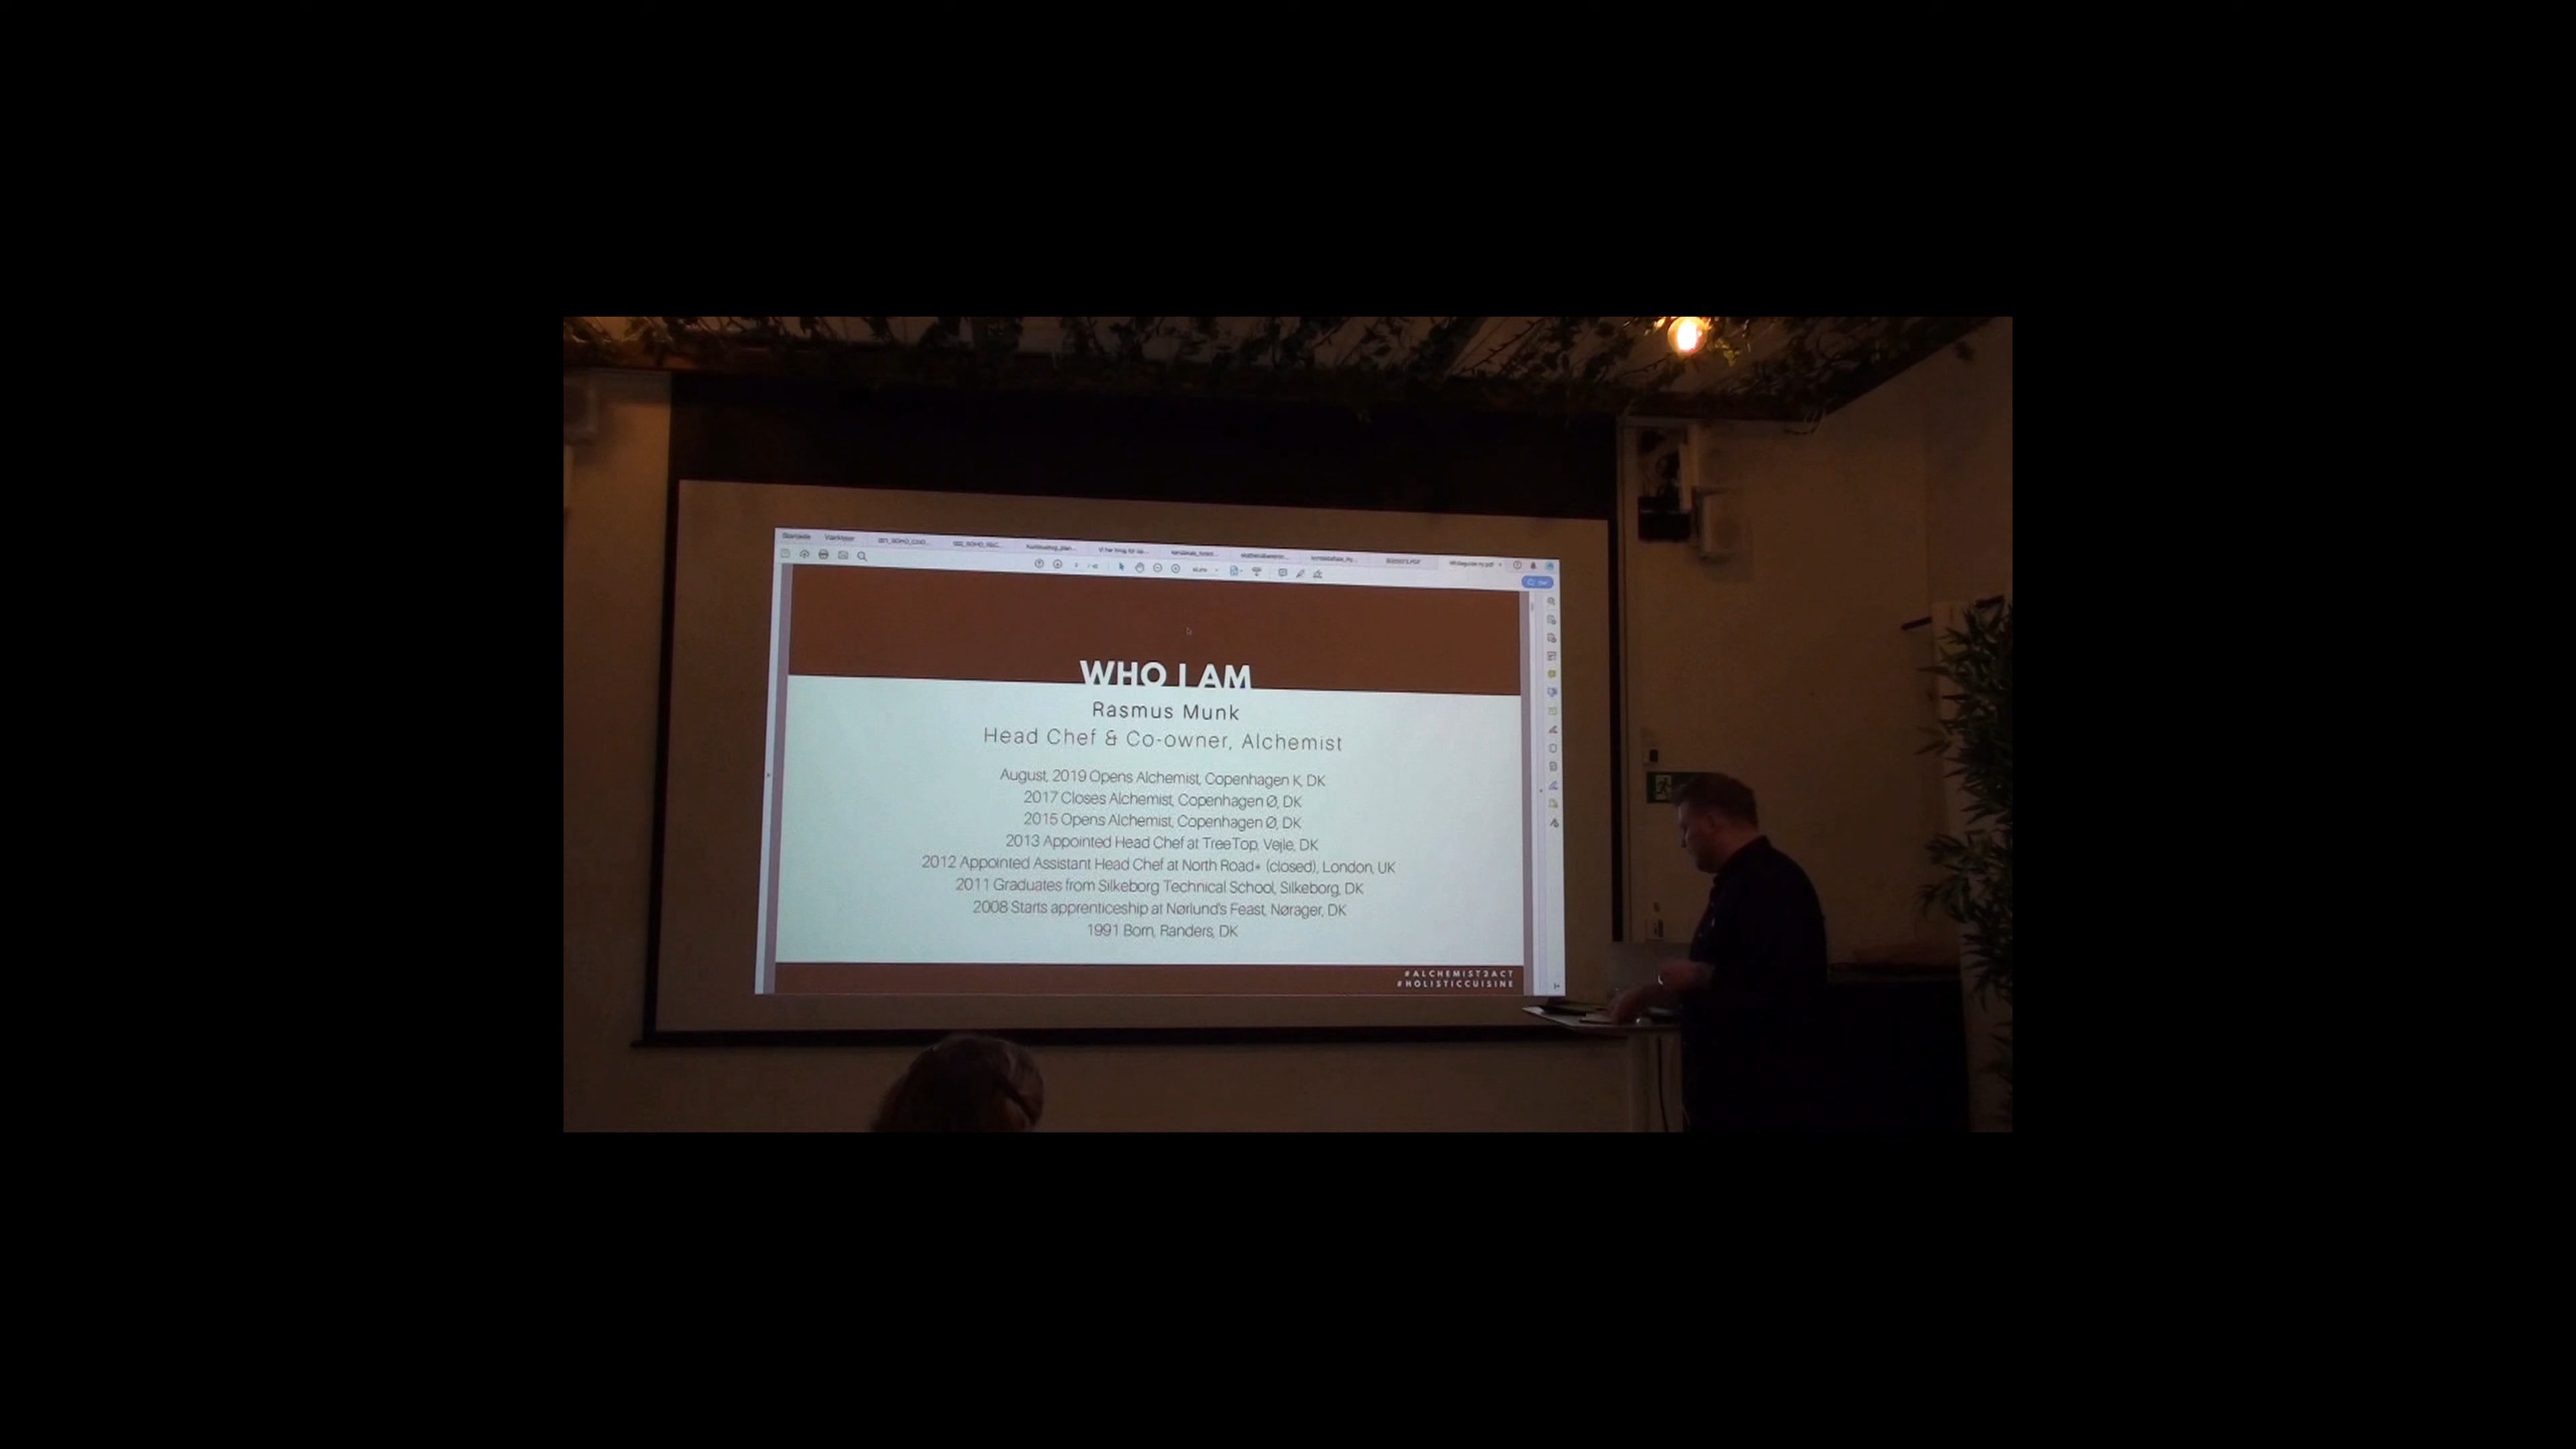 Startside Værktøjer
WHO I AM
Rasmus Munk
Head Chef & Co-owner, Alchemist
August, 2019 Opens Alchemist, Copenhagen K, DK
2017 Closes Alchemist, Copenhagen Ø, DK
2015 Opens Alchemist, Copenhagen Ø, DK
2013 Appointed Head Chef at TreeTop, Vejle, DK
2012 Appointed Assistant Head Chef at North Road* (closed), London, UK
2011 Graduates from Silkeborg Technical School, Silkeborg, DK
2008 Starts apprenticeship at Nørlund's Feast, Nørager, DK
1991 Born, Randers, DK
#ALCHEMIST2ACT
#HOLISTICCUISINE